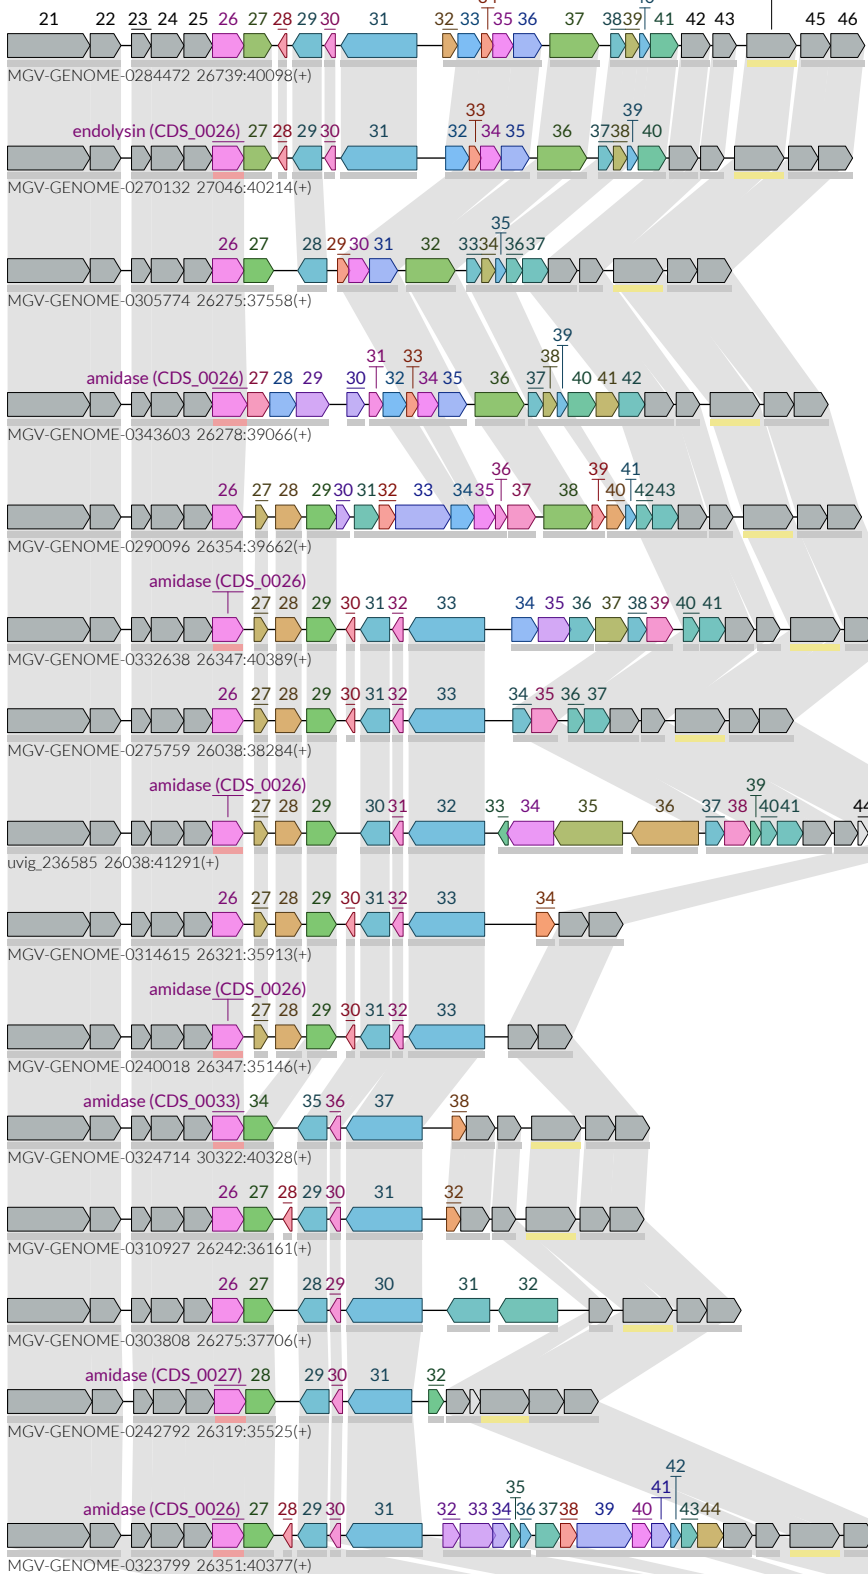 21 22 23 24 25 26 27 28 29 30 31 32 33 35 36 37 38 39 41 42 43 45 46
MGV-GENOME-0284472 26739:40098(+)
33 39
endolysin (CDS_0026) 27 28 29 30 31 32 34 35 36 37 38 40
MGV-GENOME-0270132 27046:40214(+)
35
26 27 28 29 30 31 32 33 34 36 37
MGV-GENOME-0305774 26275:37558(+)
39
31 33 38
amidase (CDS_0026) 27 28 29 30 32 34 35 36 37 40 41 42
MGV-GENOME-0343603 26278:39066(+)
36 39 41
26 27 28 29 30 31 32 33 34 35 37 38 40 42 43
MGV-GENOME-0290096 26354:39662(+)
amidase (CDS_0026)
27 28 29 30 31 32 33 34 35 36 37 38 39 40 41
MGV-GENOME-0332638 26347:40389(+)
26 27 28 29 30 31 32 33 34 35 36 37
MGV-GENOME-0275759 26038:38284(+)
amidase (CDS_0026) 39
27 28 29 30 31 32 33 34 35 36 37 38 40 41 44
uvig_236585 26038:41291(+)
26 27 28 29 30 31 32 33 34
MGV-GENOME-0314615 26321:35913(+)
amidase (CDS_0026)
27 28 29 30 31 32 33
MGV-GENOME-0240018 26347:35146(+)
amidase (CDS_0033) 34 35 36 37 38
MGV-GENOME-0324714 30322:40328(+)
26 27 28 29 30 31 32
MGV-GENOME-0310927 26242:36161(+)
26 27 28 29 30 31 32
MGV-GENOME-0303808 26275:37706(+)
amidase (CDS_0027) 28 29 30 31 32
MGV-GENOME-0242792 26319:35525(+)
42
35 41
amidase (CDS_0026) 27 28 29 30 31 32 33 34 36 37 38 39 40 43 44
MGV-GENOME-0323799 26351:40377(+)